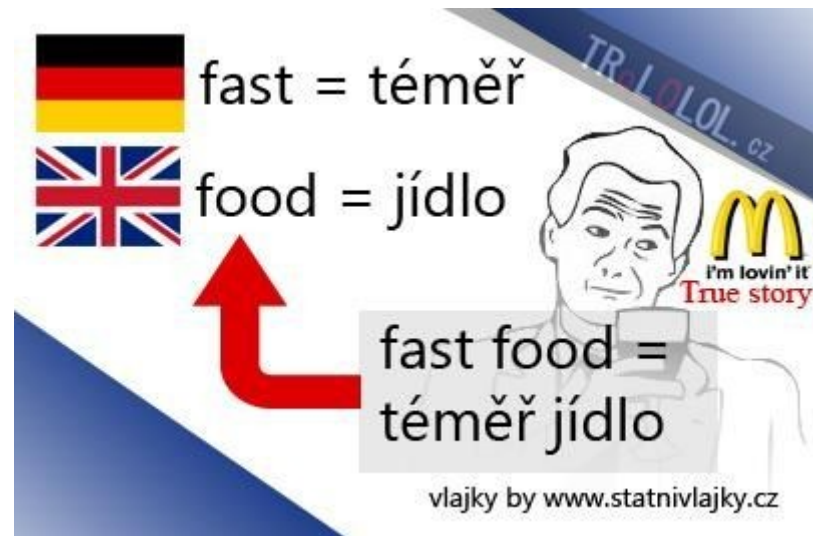 fast = téměř
TRoLOLOL.cz
food = jídlo
i'm lovin' it
True story
fast food =
téměř jídlo
vlajky by www.statnivlajky.cz